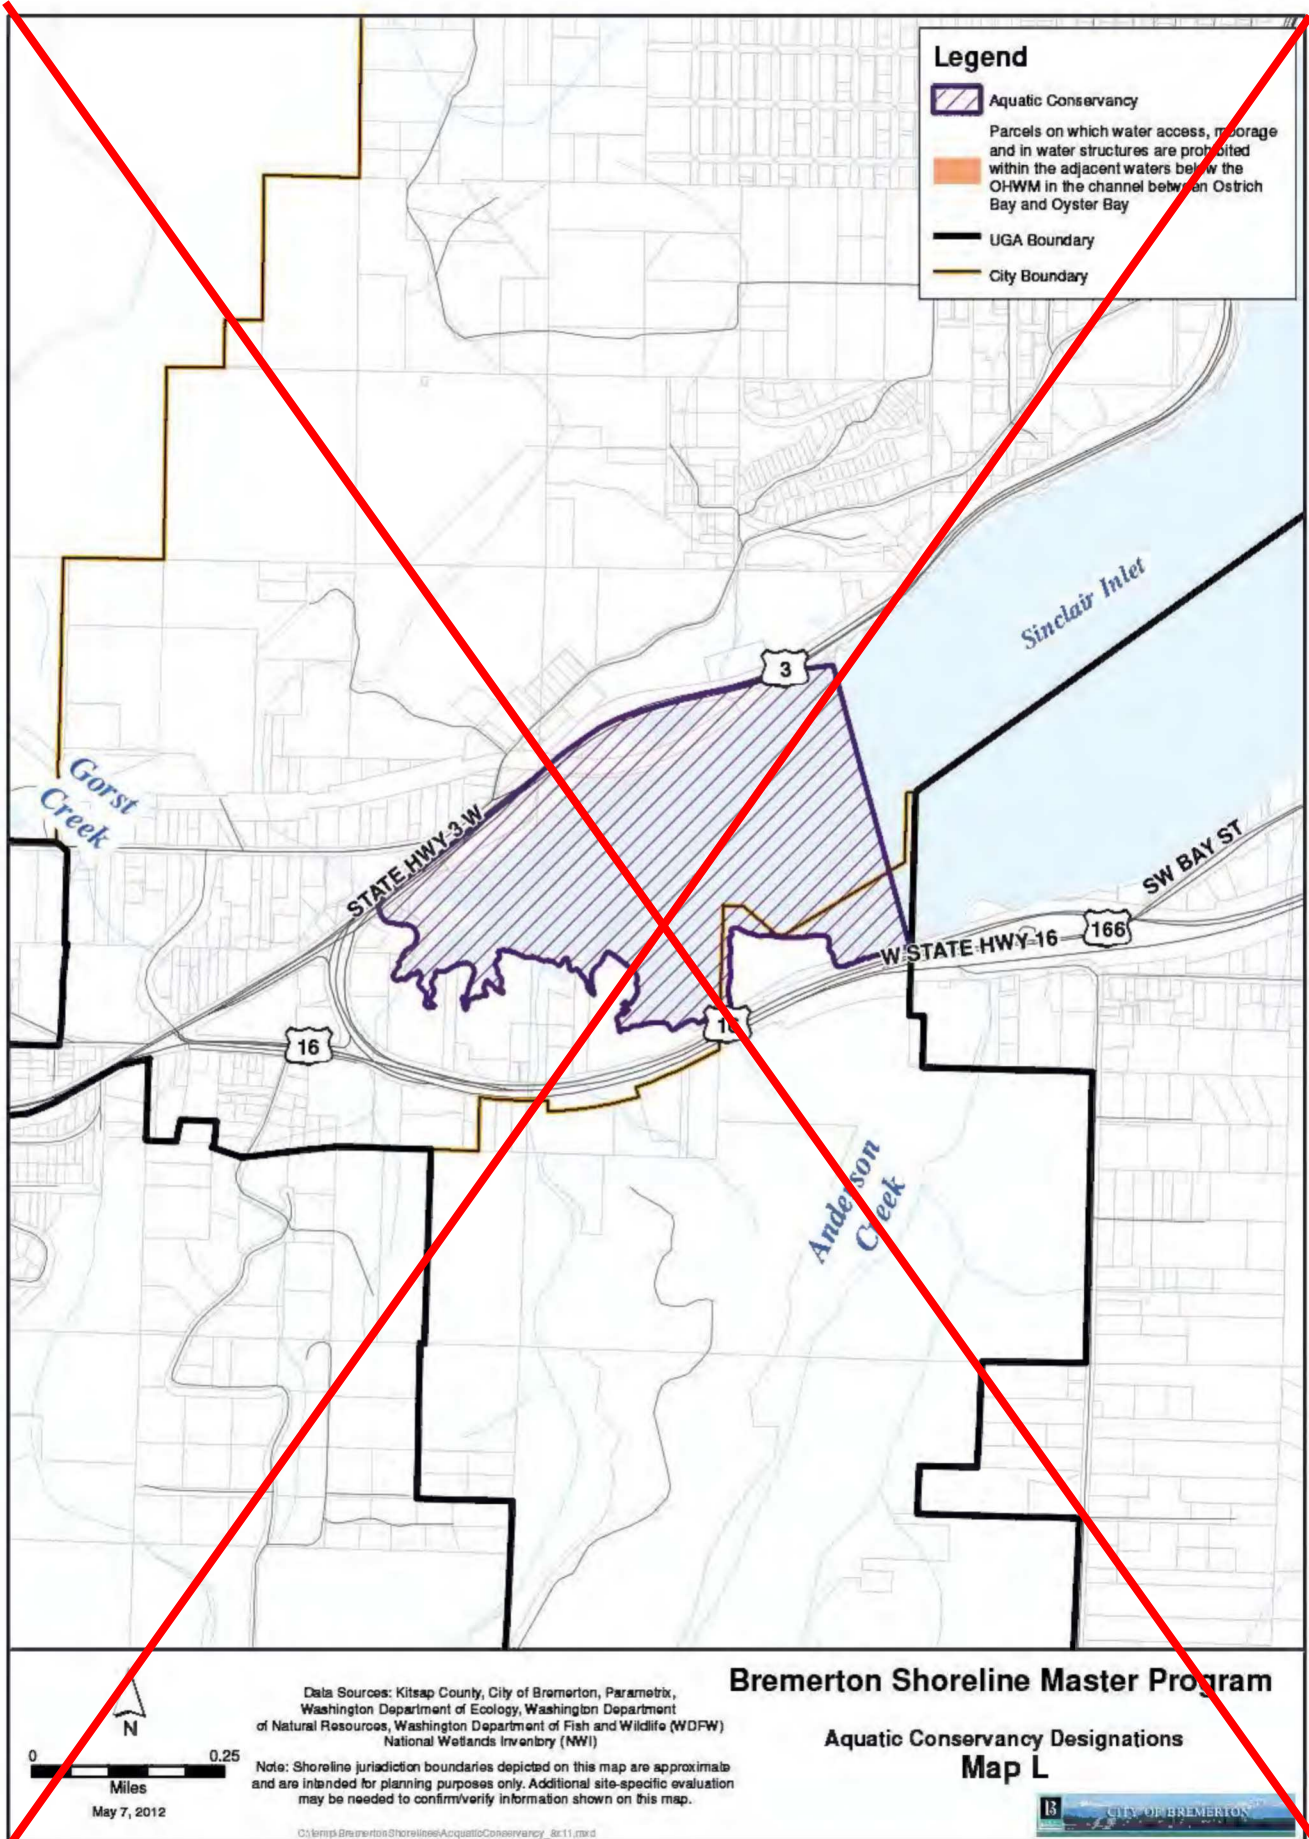 Legend
Aquatic Conservancy
Parcels on which water access, moorage
and in water structures are prohibited
within the adjacent waters below the
OHWM in the channel between Ostrich
Bay and Oyster Bay
UGA Boundary
City Boundary
Sinclair Inlet
3
Gorst
Creek
STATE HWY 3 W
SW BAY ST
166
W STATE HWY 16
16
16
Anderson
Creek
N
0 0.25
Miles
May 7, 2012
Data Sources: Kitsap County, City of Bremerton, Parametrix,
Washington Department of Ecology, Washington Department
of Natural Resources, Washington Department of Fish and Wildlife (WDFW)
National Wetlands Inventory (NWI)
Note: Shoreline jurisdiction boundaries depicted on this map are approximate
and are intended for planning purposes only. Additional site-specific evaluation
may be needed to confirm/verify information shown on this map.
Bremerton Shoreline Master Program
Aquatic Conservancy Designations
Map L
B CITY OF BREMERTON